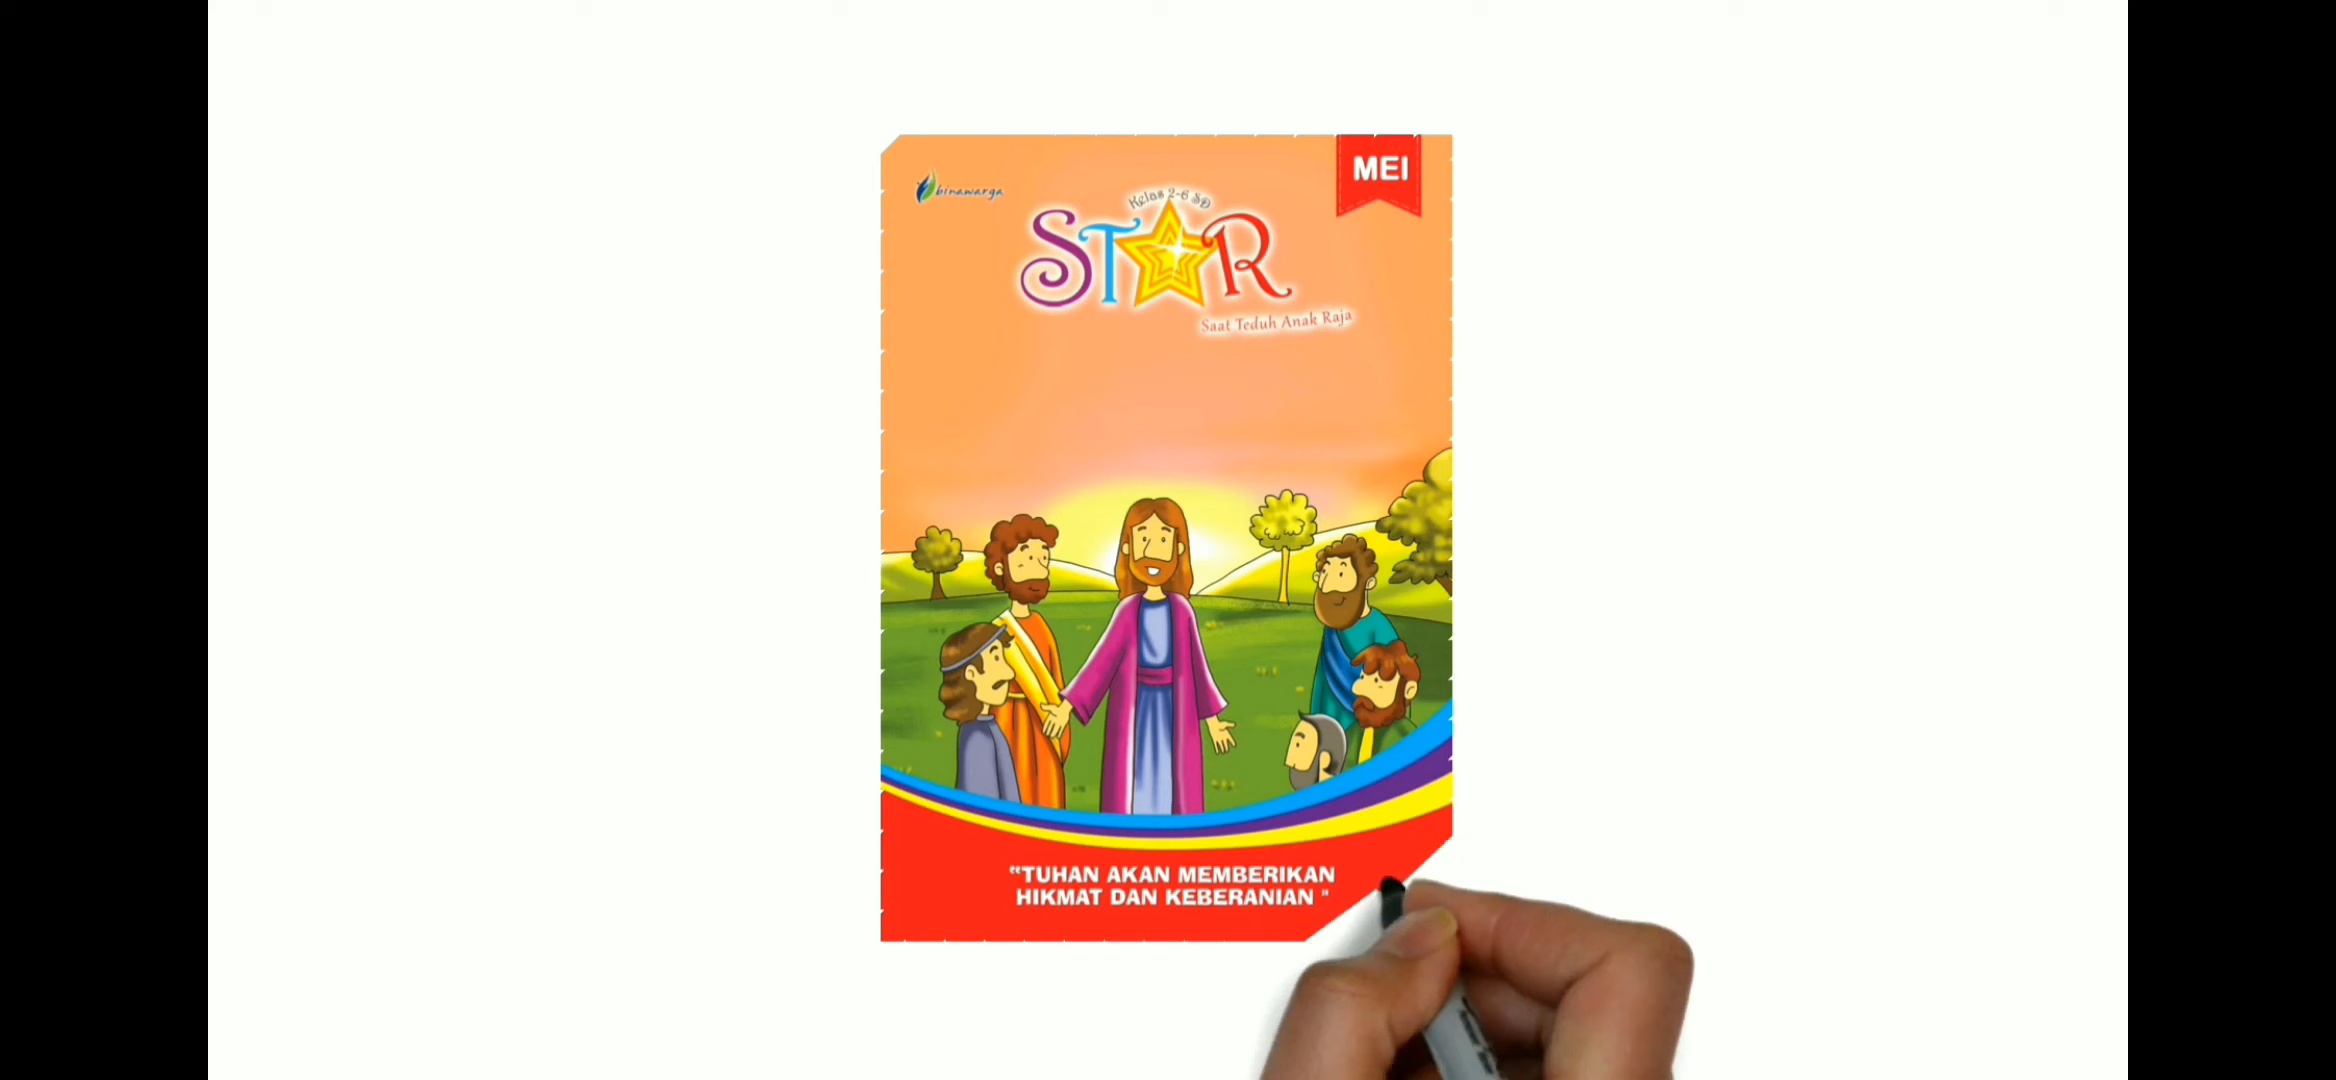 MEI
binawarga
Kelas 2-6 SD
STAR
Saat Teduh Anak Raja
“TUHAN AKAN MEMBERIKAN
HIKMAT DAN KEBERANIAN "